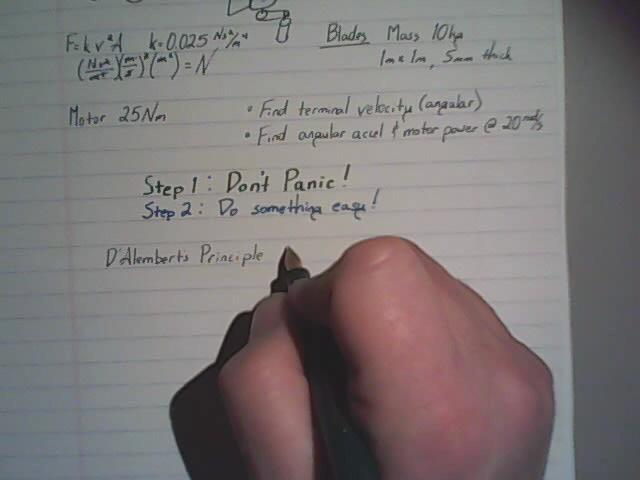 F = k v² A k = 0.025 Ns²/m⁴ Blades Mass 10kg
(Ns²/m⁴)(m/s)²(m²) = N 1m x 1m, 5mm thick
Motor 25Nm • Find terminal velocity (angular)
• Find angular accel & motor power @ 20 rad/s
Step 1: Don't Panic!
Step 2: Do something easy!
D'Alembert's Principle